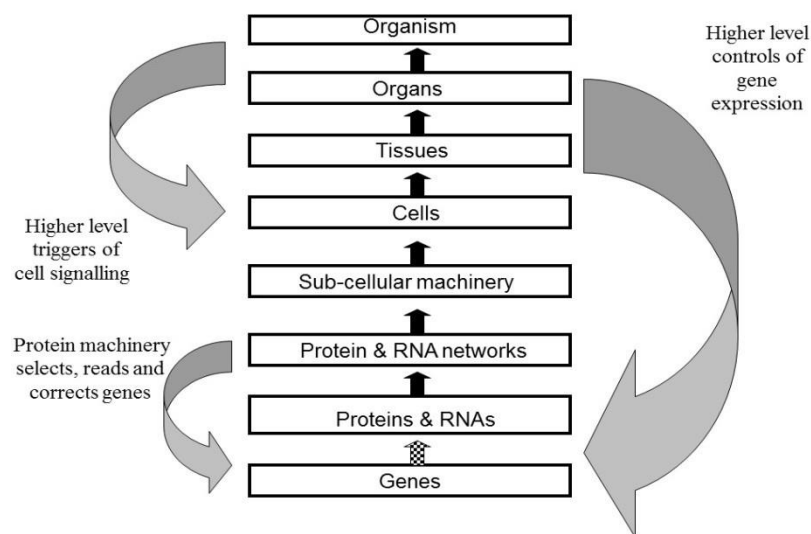 Organism
Organs
Tissues
Cells
Sub-cellular machinery
Protein & RNA networks
Proteins & RNAs
Genes
Higher level
triggers of
cell signalling
Protein machinery
selects, reads and
corrects genes
Higher level
controls of
gene
expression